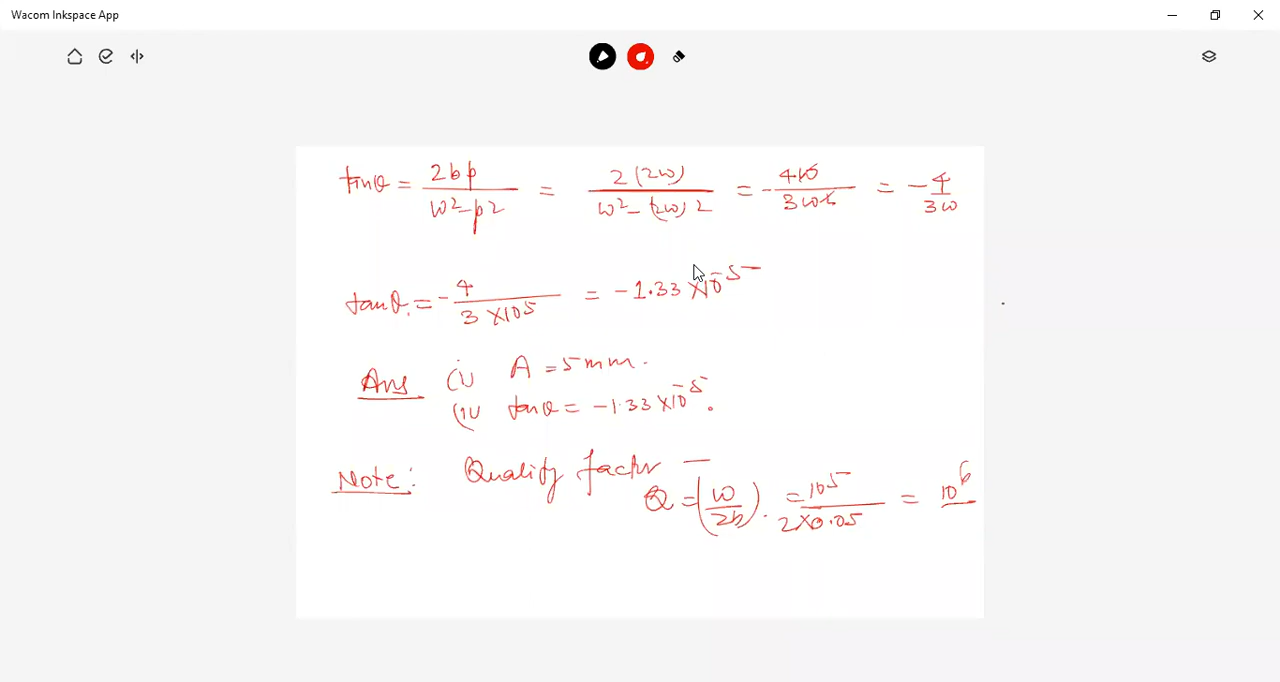 Wacom Inkspace App
tanθ = 2bp / ω² - p² = 2(2ω) / ω² - (2ω)2 = - 4ω / 3ω² = - 4 / 3ω
tanθ. = - 4 / 3 × 10⁵ = - 1.33 × 10⁻⁵
Ans (i) A = 5mm.
(ii) tanθ = - 1.33 × 10⁻⁵.
Note: Quality factor —
Q = (ω / 2b). = 10⁵ / 2 × 0.05 = 10⁶